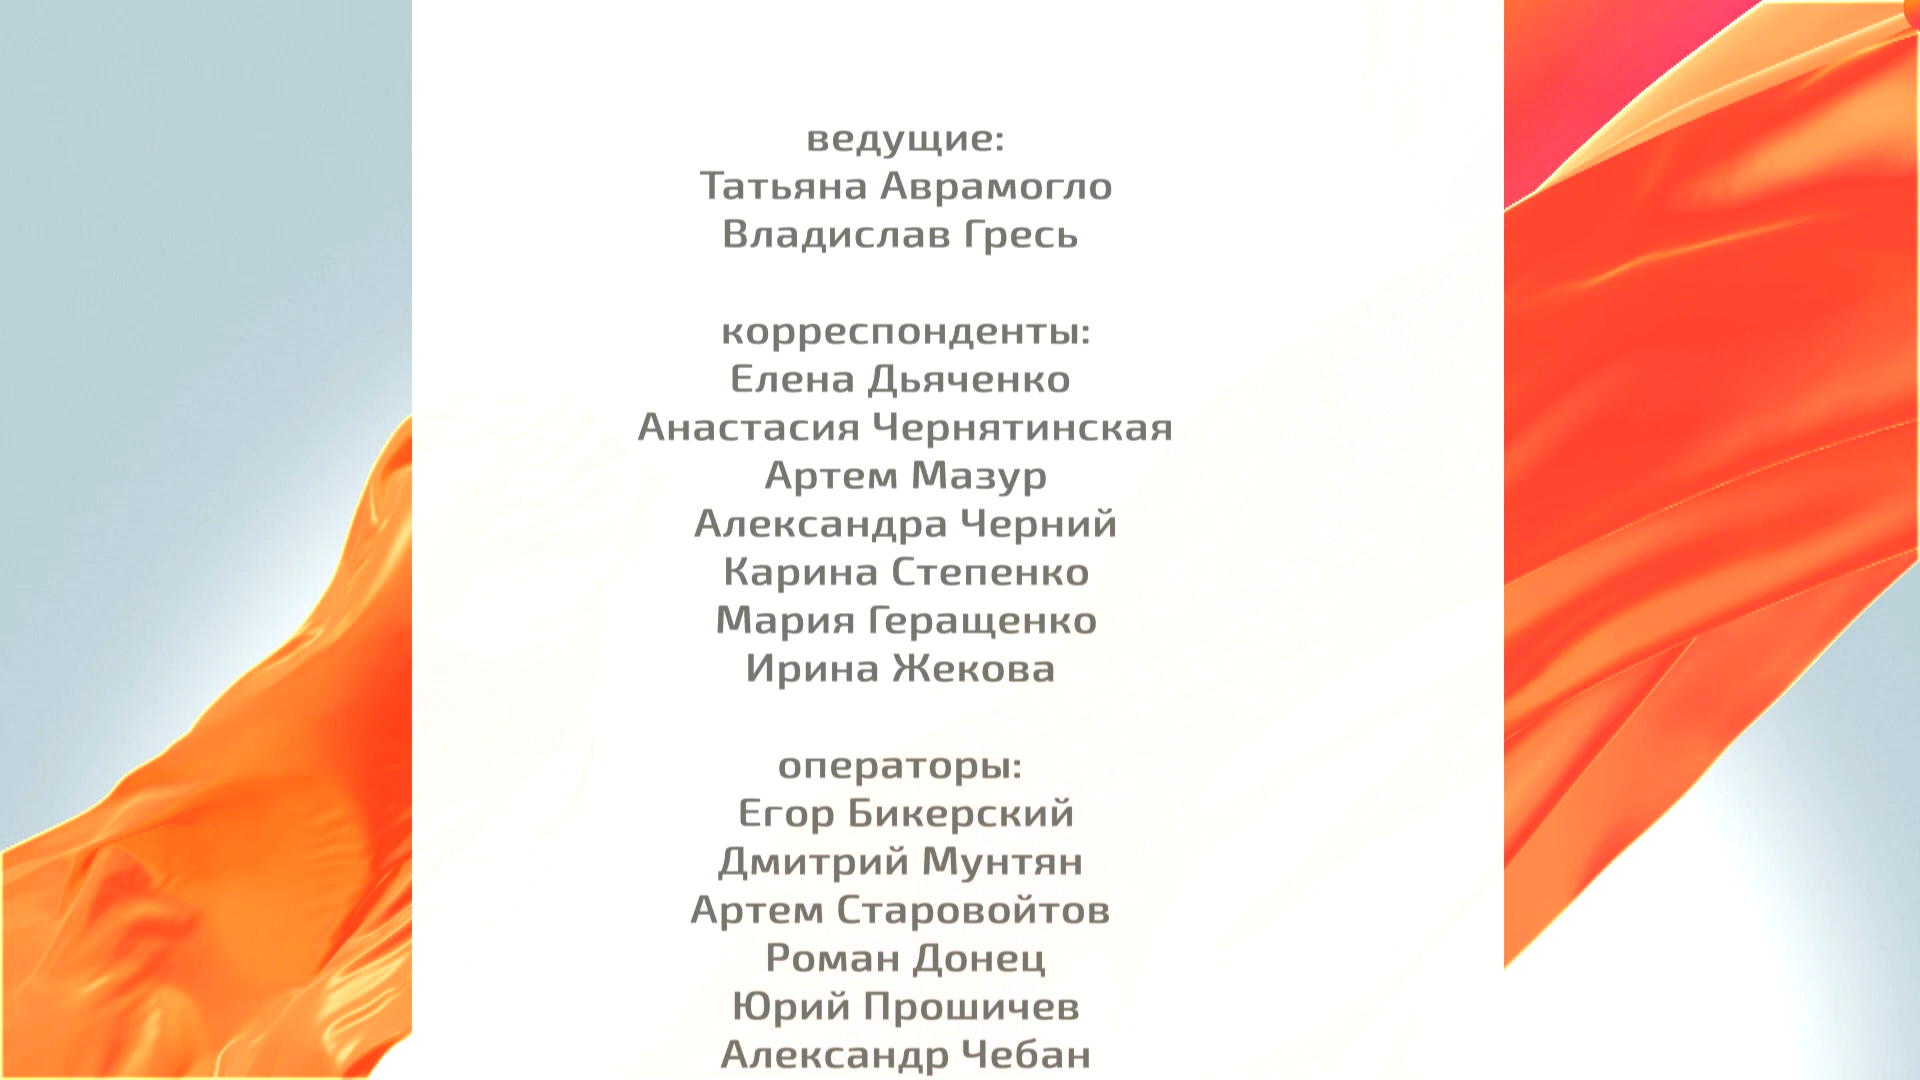 ведущие:
Татьяна Аврамогло
Владислав Гресь
корреспонденты:
Елена Дьяченко
Анастасия Чернятинская
Артем Мазур
Александра Черний
Карина Степенко
Мария Геращенко
Ирина Жекова
операторы:
Егор Бикерский
Дмитрий Мунтян
Артем Старовойтов
Роман Донец
Юрий Прошичев
Александр Чебан